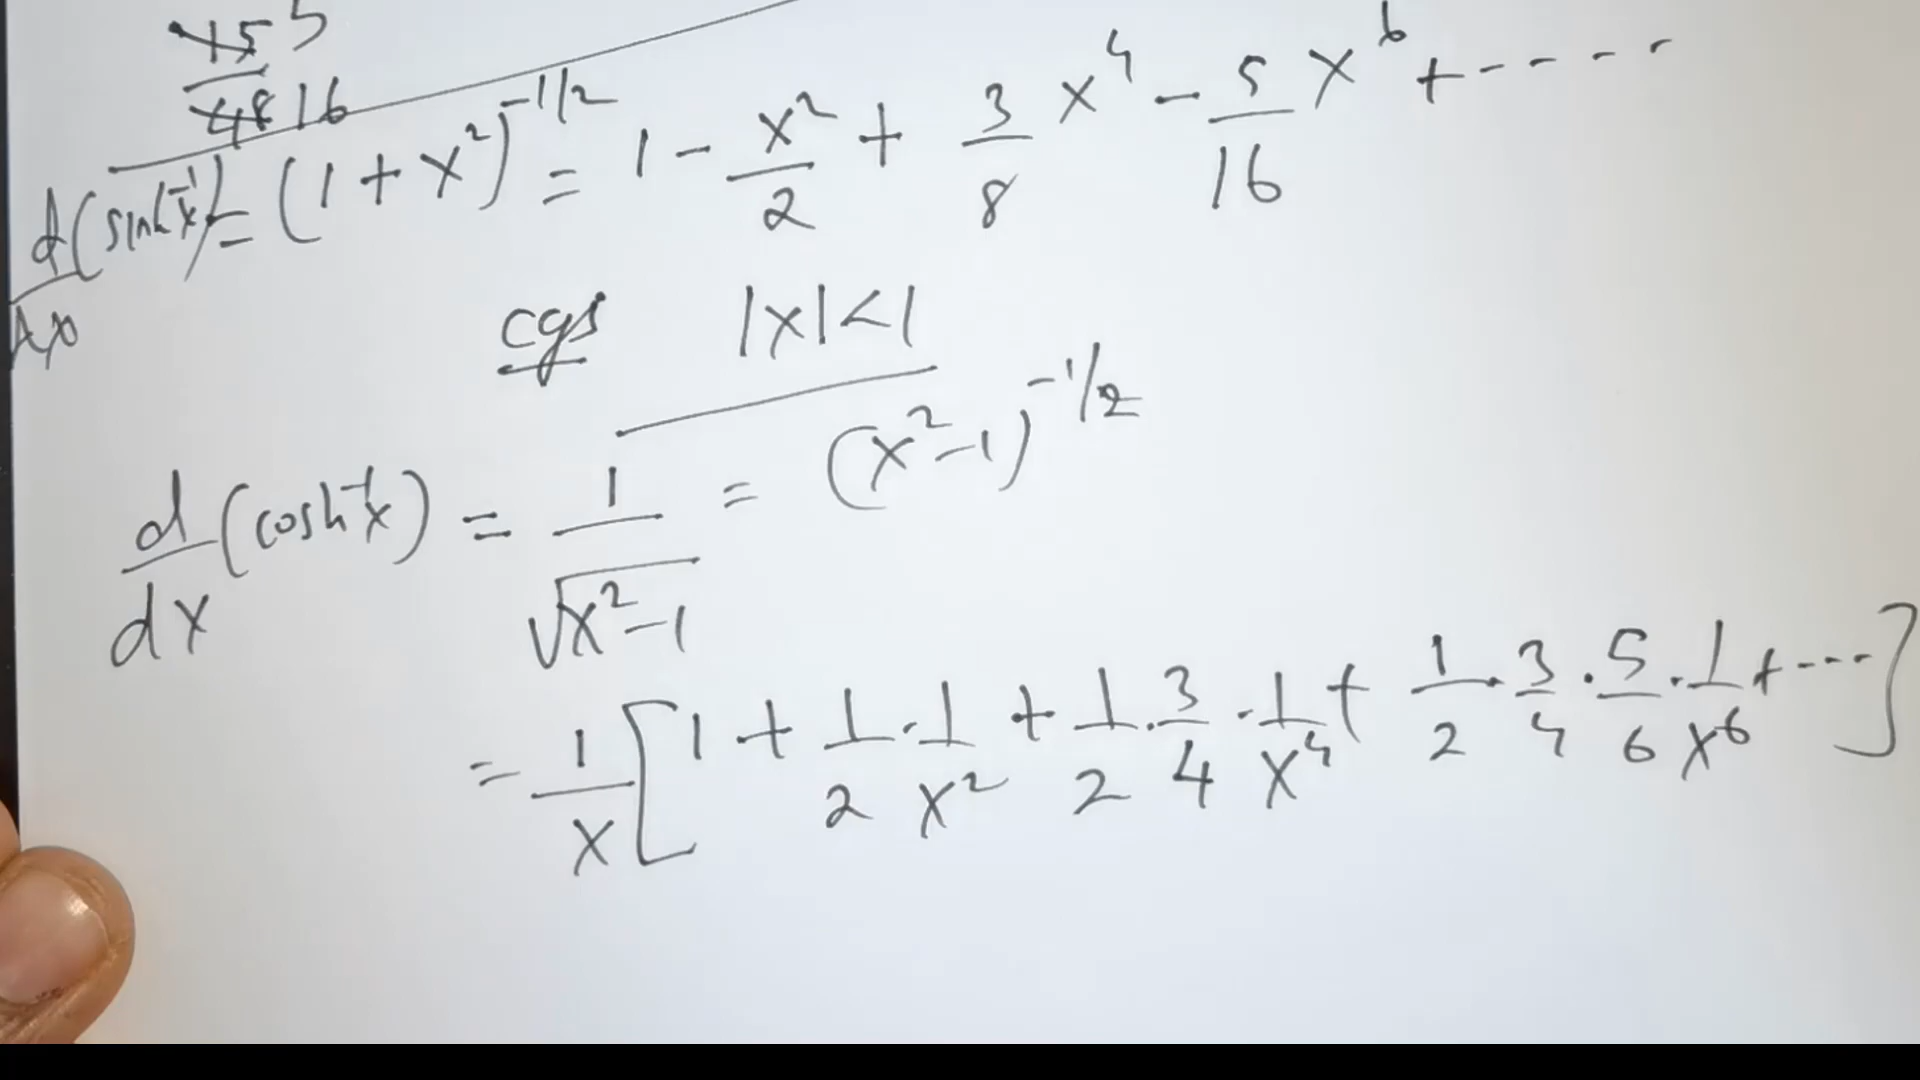 15 5
48 16
d/dx (sinh⁻¹x) = (1 + x²)^-1/2 = 1 - x²/2 + 3/8 x⁴ - 5/16 x⁶ + ----
cgs |x| < 1
d/dx (cosh⁻¹x) = 1/√x²-1 = (x²-1)^-1/2
= 1/x [1 + 1/2 · 1/x² + 1/2 · 3/4 · 1/x⁴ + 1/2 · 3/4 · 5/6 · 1/x⁶ + ---]